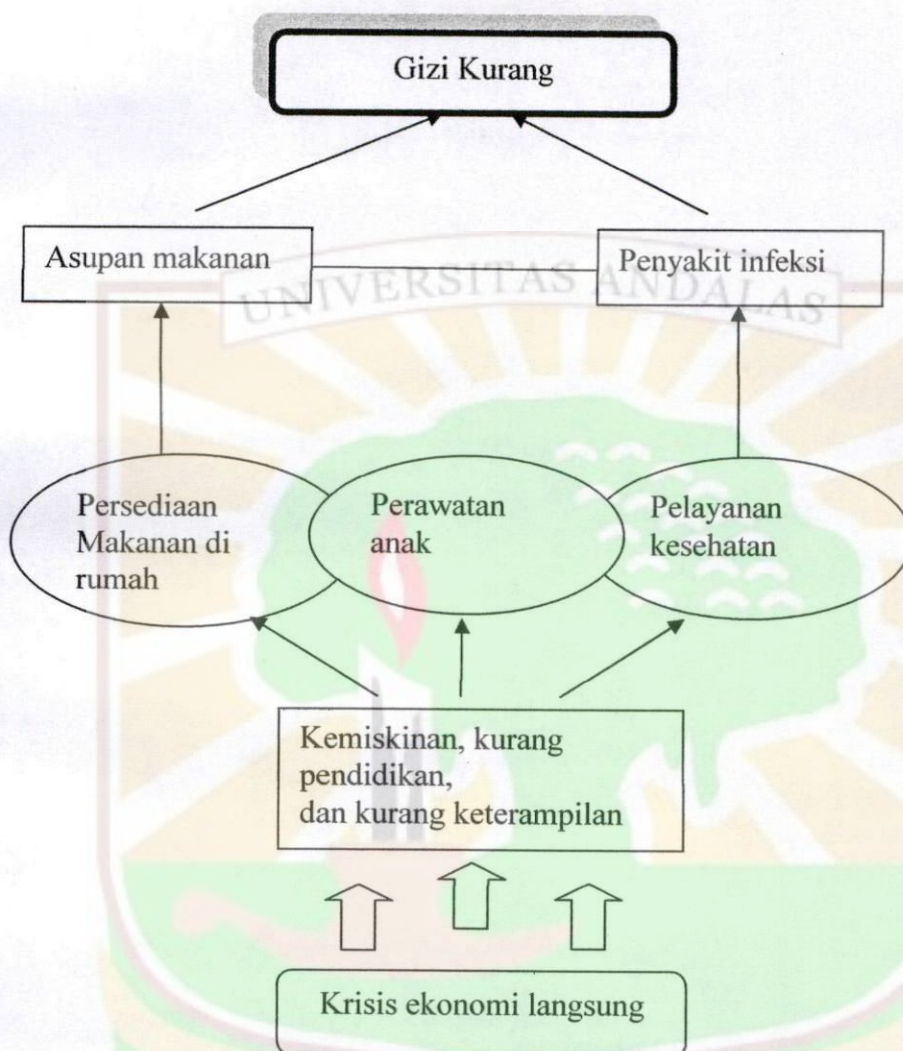 Gizi Kurang
Asupan makanan
Penyakit infeksi
UNIVERSITAS ANDALAS
Persediaan
Makanan di
rumah
Perawatan
anak
Pelayanan
kesehatan
Kemiskinan, kurang
pendidikan,
dan kurang keterampilan
Krisis ekonomi langsung